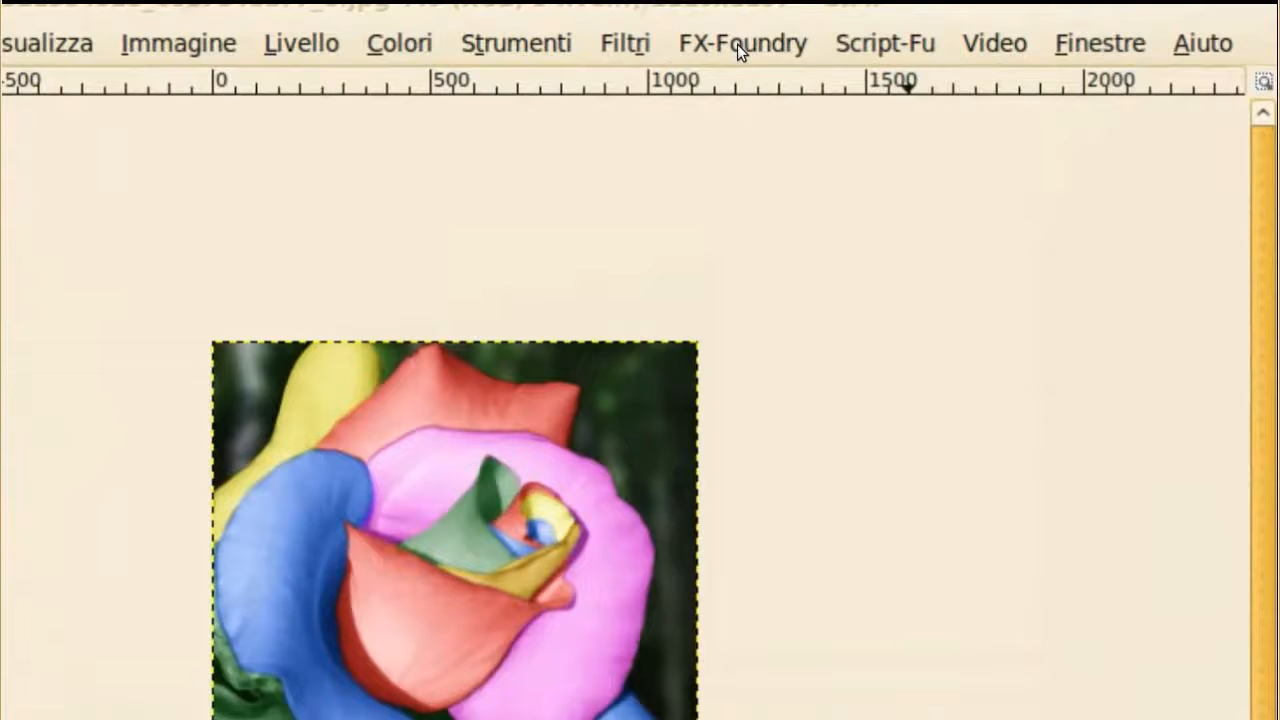 sualizza Immagine Livello Colori Strumenti Filtri FX-Foundry Script-Fu Video Finestre Aiuto
-500 0 500 1000 1500 2000